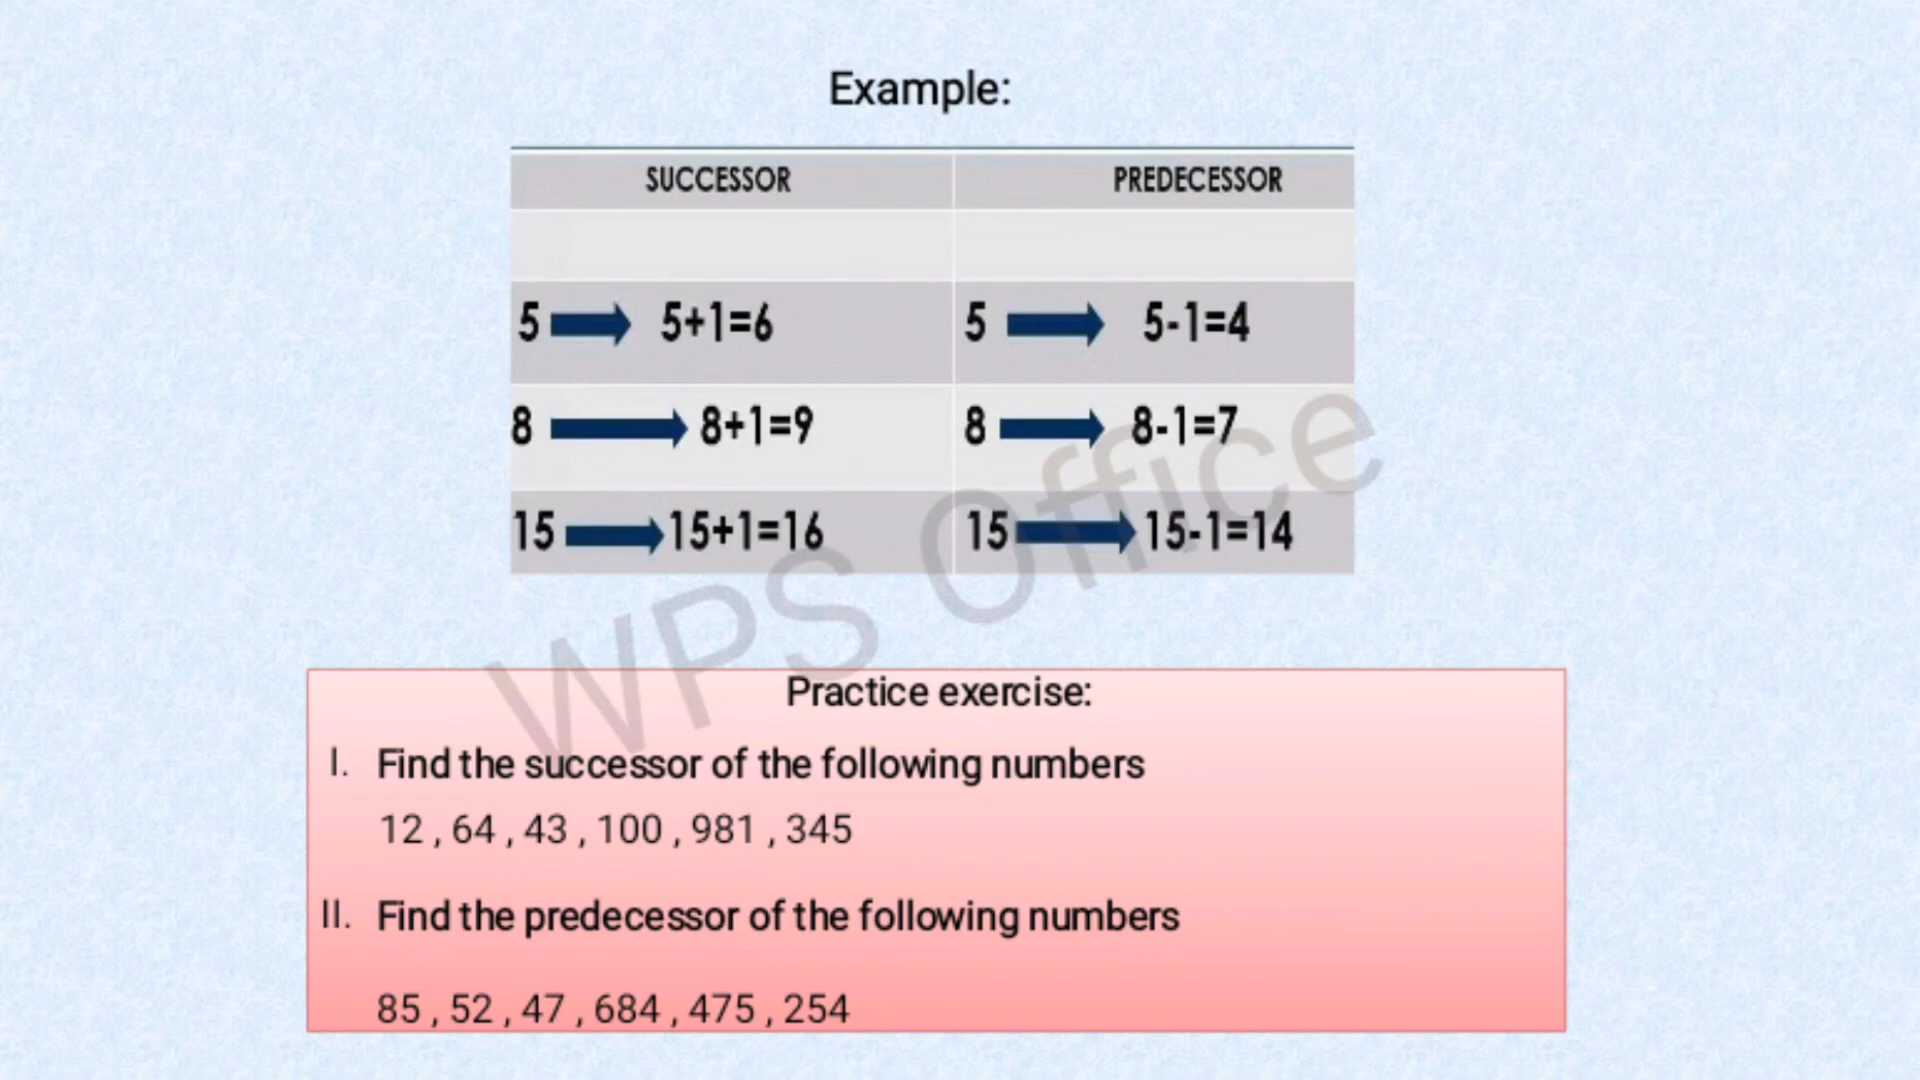 Example:
SUCCESSOR PREDECESSOR
5 5+1=6 5 5-1=4
8 8+1=9 8 8-1=7
15 15+1=16 15 15-1=14
WPS Office
Practice exercise:
I. Find the successor of the following numbers
12 , 64 , 43 , 100 , 981 , 345
II. Find the predecessor of the following numbers
85 , 52 , 47 , 684 , 475 , 254